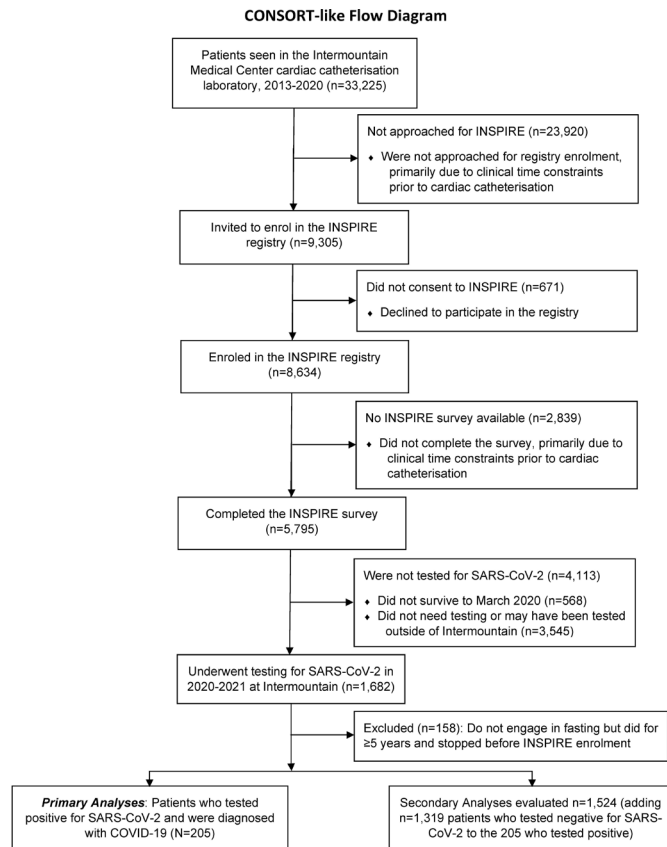 CONSORT-like Flow Diagram
Patients seen in the Intermountain
Medical Center cardiac catheterisation
laboratory, 2013-2020 (n=33,225)
Not approached for INSPIRE (n=23,920)
♦ Were not approached for registry enrolment,
primarily due to clinical time constraints
prior to cardiac catheterisation
Invited to enrol in the INSPIRE
registry (n=9,305)
Did not consent to INSPIRE (n=671)
♦ Declined to participate in the registry
Enroled in the INSPIRE registry
(n=8,634)
No INSPIRE survey available (n=2,839)
♦ Did not complete the survey, primarily due to
clinical time constraints prior to cardiac
catheterisation
Completed the INSPIRE survey
(n=5,795)
Were not tested for SARS-CoV-2 (n=4,113)
♦ Did not survive to March 2020 (n=568)
♦ Did not need testing or may have been tested
outside of Intermountain (n=3,545)
Underwent testing for SARS-CoV-2 in
2020-2021 at Intermountain (n=1,682)
Excluded (n=158): Do not engage in fasting but did for
≥5 years and stopped before INSPIRE enrolment
Primary Analyses: Patients who tested
positive for SARS-CoV-2 and were diagnosed
with COVID-19 (N=205)
Secondary Analyses evaluated n=1,524 (adding
n=1,319 patients who tested negative for SARS-
CoV-2 to the 205 who tested positive)